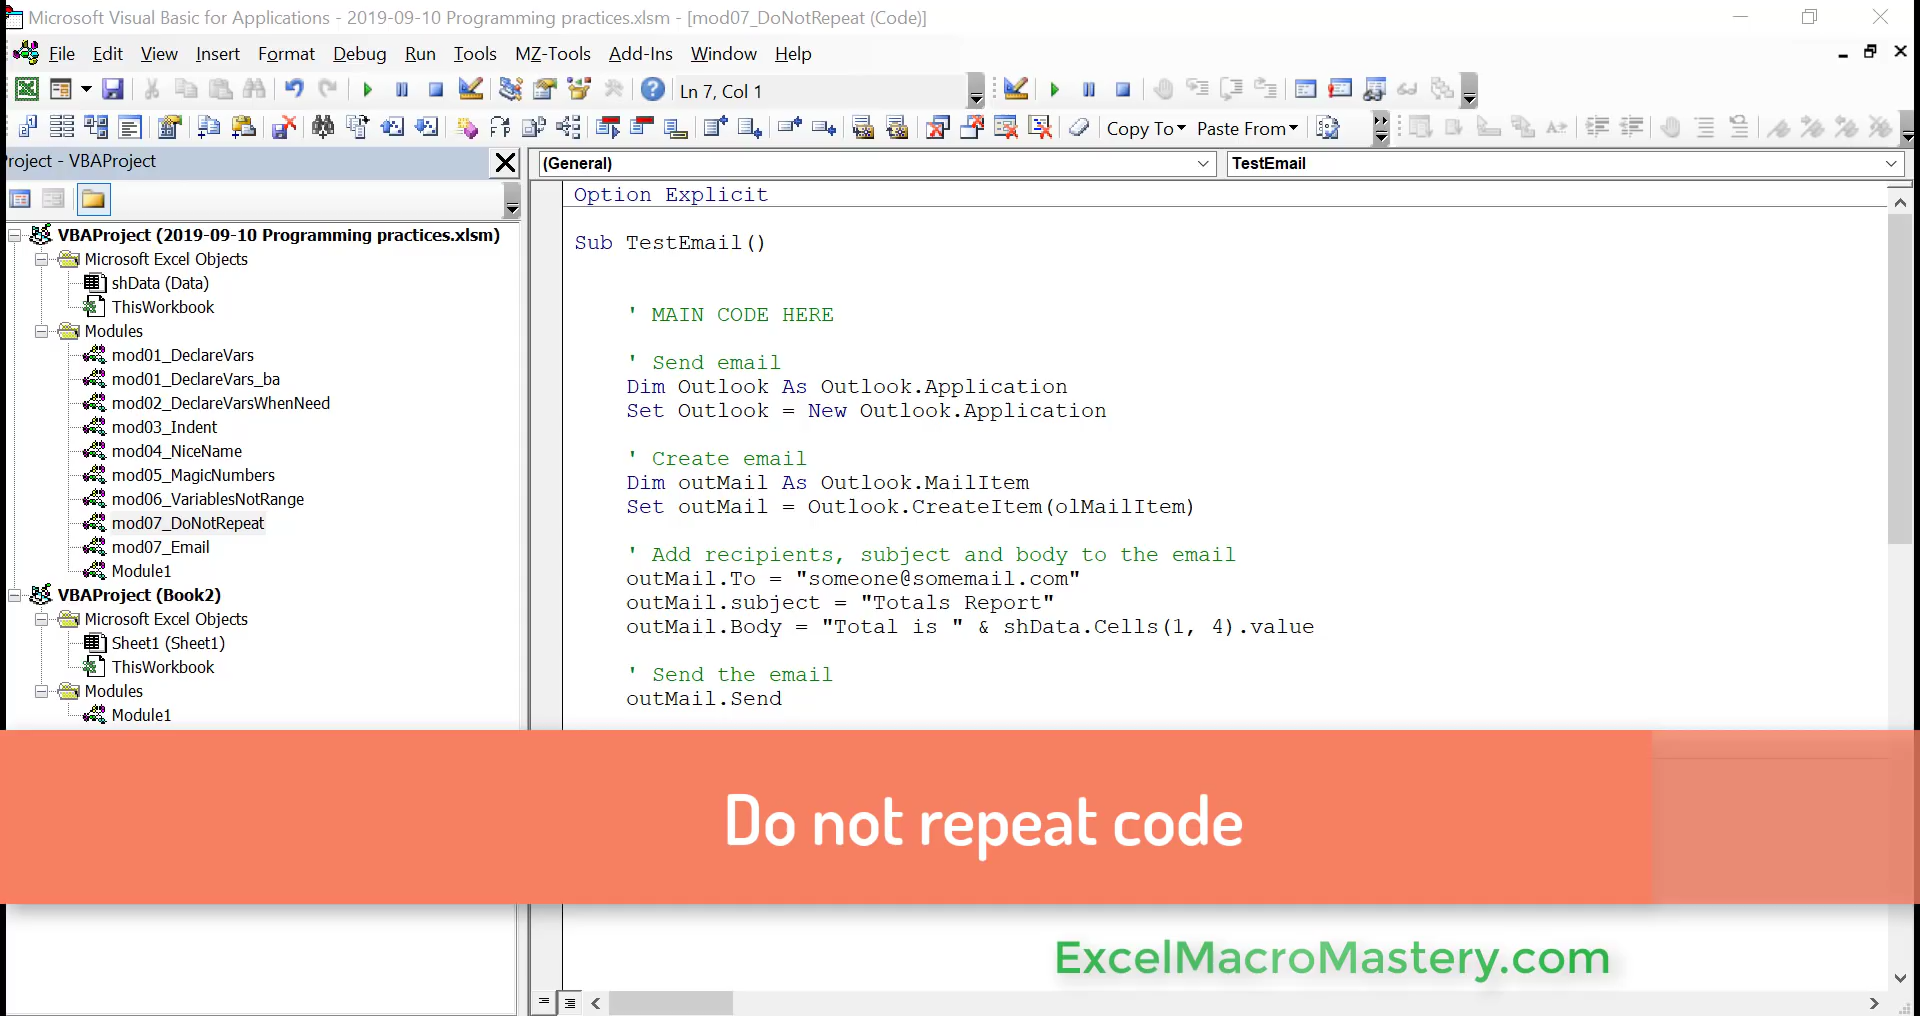 Microsoft Visual Basic for Applications - 2019-09-10 Programming practices.xlsm - [mod07_DoNotRepeat (Code)]
File Edit View Insert Format Debug Run Tools MZ-Tools Add-Ins Window Help
Ln 7, Col 1
Copy To Paste From
roject - VBAProject
(General)
TestEmail
VBAProject (2019-09-10 Programming practices.xlsm)
Microsoft Excel Objects
shData (Data)
ThisWorkbook
Modules
mod01_DeclareVars
mod01_DeclareVars_ba
mod02_DeclareVarsWhenNeed
mod03_Indent
mod04_NiceName
mod05_MagicNumbers
mod06_VariablesNotRange
mod07_DoNotRepeat
mod07_Email
Module1
VBAProject (Book2)
Microsoft Excel Objects
Sheet1 (Sheet1)
ThisWorkbook
Modules
Module1
Option Explicit
Sub TestEmail()
' MAIN CODE HERE
' Send email
Dim Outlook As Outlook.Application
Set Outlook = New Outlook.Application
' Create email
Dim outMail As Outlook.MailItem
Set outMail = Outlook.CreateItem(olMailItem)
' Add recipients, subject and body to the email
outMail.To = "someone@somemail.com"
outMail.subject = "Totals Report"
outMail.Body = "Total is " & shData.Cells(1, 4).value
' Send the email
outMail.Send
Do not repeat code
ExcelMacroMastery.com